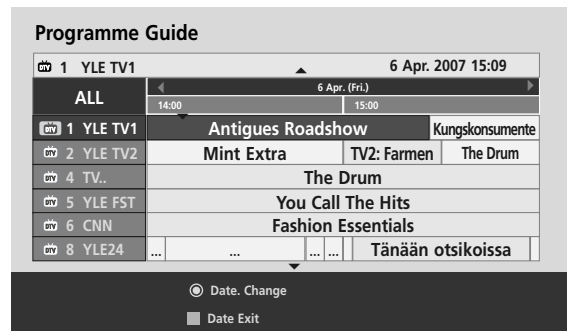 Programme Guide
DTV 1 YLE TV1 6 Apr. 2007 15:09
ALL 6 Apr. (Fri.)
14:00 15:00
DTV 1 YLE TV1 Antigues Roadshow Kungskonsumente
DTV 2 YLE TV2 Mint Extra TV2: Farmen The Drum
DTV 4 TV.. The Drum
DTV 5 YLE FST You Call The Hits
DTV 6 CNN Fashion Essentials
DTV 8 YLE24 ... ... ... ... Tänään otsikoissa
Date. Change
Date Exit